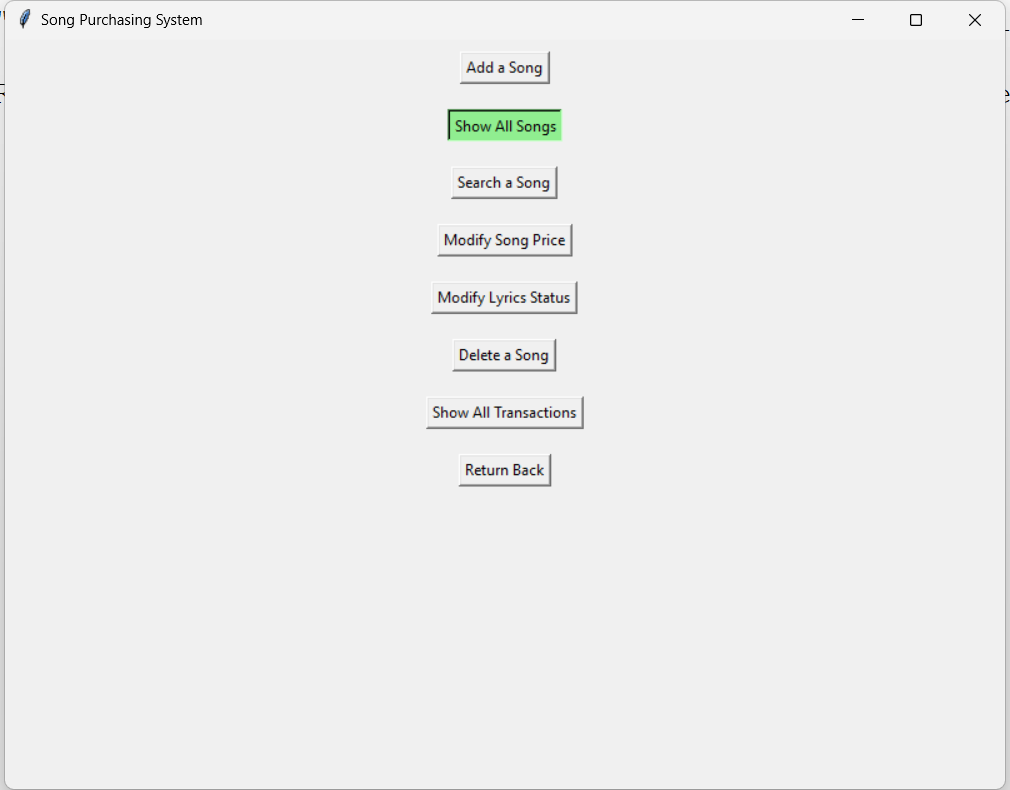 Song Purchasing System
Add a Song
Show All Songs
Search a Song
Modify Song Price
Modify Lyrics Status
Delete a Song
Show All Transactions
Return Back